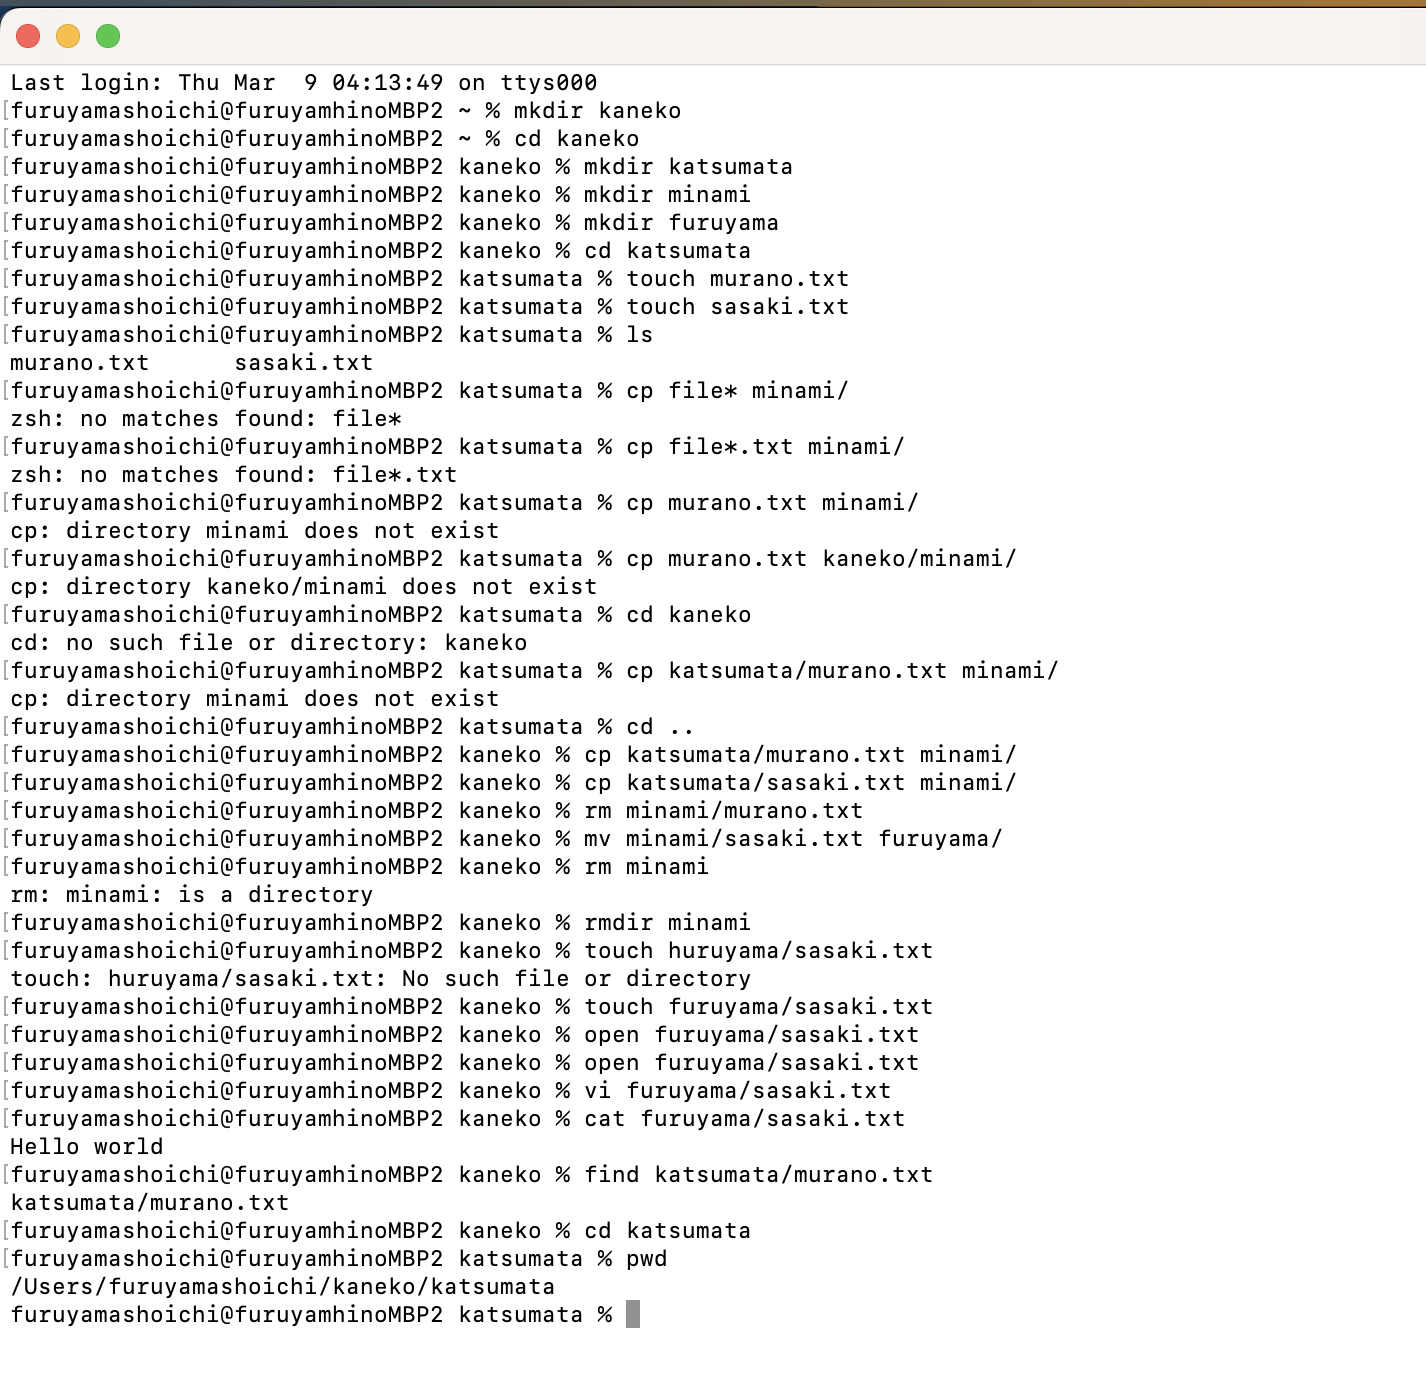 Last login: Thu Mar  9 04:13:49 on ttys000
[furuyamashoichi@furuyamhinoMBP2 ~ % mkdir kaneko
[furuyamashoichi@furuyamhinoMBP2 ~ % cd kaneko
[furuyamashoichi@furuyamhinoMBP2 kaneko % mkdir katsumata
[furuyamashoichi@furuyamhinoMBP2 kaneko % mkdir minami
[furuyamashoichi@furuyamhinoMBP2 kaneko % mkdir furuyama
[furuyamashoichi@furuyamhinoMBP2 kaneko % cd katsumata
[furuyamashoichi@furuyamhinoMBP2 katsumata % touch murano.txt
[furuyamashoichi@furuyamhinoMBP2 katsumata % touch sasaki.txt
[furuyamashoichi@furuyamhinoMBP2 katsumata % ls
murano.txt      sasaki.txt
[furuyamashoichi@furuyamhinoMBP2 katsumata % cp file* minami/
zsh: no matches found: file*
[furuyamashoichi@furuyamhinoMBP2 katsumata % cp file*.txt minami/
zsh: no matches found: file*.txt
[furuyamashoichi@furuyamhinoMBP2 katsumata % cp murano.txt minami/
cp: directory minami does not exist
[furuyamashoichi@furuyamhinoMBP2 katsumata % cp murano.txt kaneko/minami/
cp: directory kaneko/minami does not exist
[furuyamashoichi@furuyamhinoMBP2 katsumata % cd kaneko
cd: no such file or directory: kaneko
[furuyamashoichi@furuyamhinoMBP2 katsumata % cp katsumata/murano.txt minami/
cp: directory minami does not exist
[furuyamashoichi@furuyamhinoMBP2 katsumata % cd ..
[furuyamashoichi@furuyamhinoMBP2 kaneko % cp katsumata/murano.txt minami/
[furuyamashoichi@furuyamhinoMBP2 kaneko % cp katsumata/sasaki.txt minami/
[furuyamashoichi@furuyamhinoMBP2 kaneko % rm minami/murano.txt
[furuyamashoichi@furuyamhinoMBP2 kaneko % mv minami/sasaki.txt furuyama/
[furuyamashoichi@furuyamhinoMBP2 kaneko % rm minami
rm: minami: is a directory
[furuyamashoichi@furuyamhinoMBP2 kaneko % rmdir minami
[furuyamashoichi@furuyamhinoMBP2 kaneko % touch huruyama/sasaki.txt
touch: huruyama/sasaki.txt: No such file or directory
[furuyamashoichi@furuyamhinoMBP2 kaneko % touch furuyama/sasaki.txt
[furuyamashoichi@furuyamhinoMBP2 kaneko % open furuyama/sasaki.txt
[furuyamashoichi@furuyamhinoMBP2 kaneko % open furuyama/sasaki.txt
[furuyamashoichi@furuyamhinoMBP2 kaneko % vi furuyama/sasaki.txt
[furuyamashoichi@furuyamhinoMBP2 kaneko % cat furuyama/sasaki.txt
Hello world
[furuyamashoichi@furuyamhinoMBP2 kaneko % find katsumata/murano.txt
katsumata/murano.txt
[furuyamashoichi@furuyamhinoMBP2 kaneko % cd katsumata
[furuyamashoichi@furuyamhinoMBP2 katsumata % pwd
/Users/furuyamashoichi/kaneko/katsumata
furuyamashoichi@furuyamhinoMBP2 katsumata %